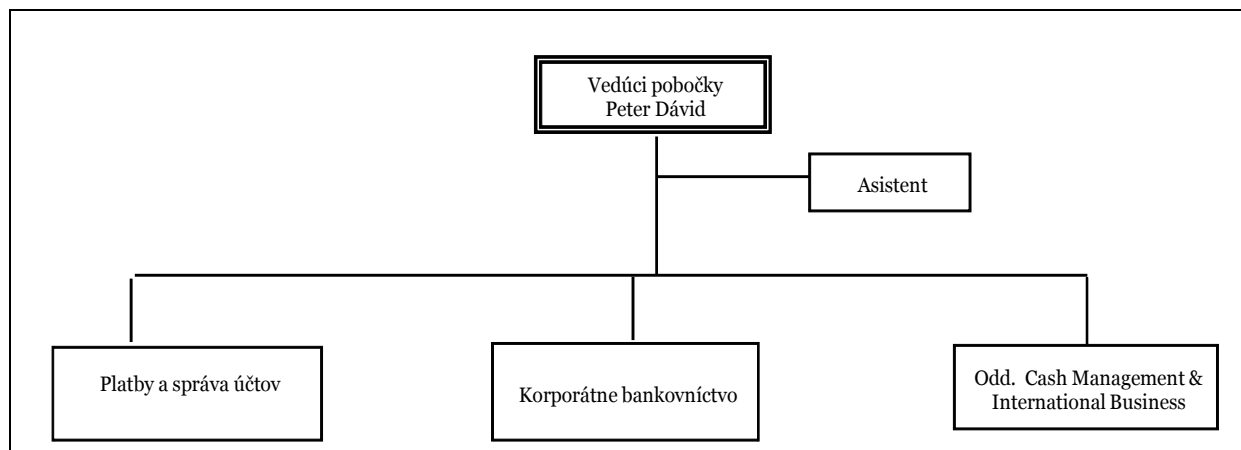 Vedúci pobočky
Peter Dávid
Asistent
Platby a správa účtov
Korporátne bankovníctvo
Odd. Cash Management &
International Business